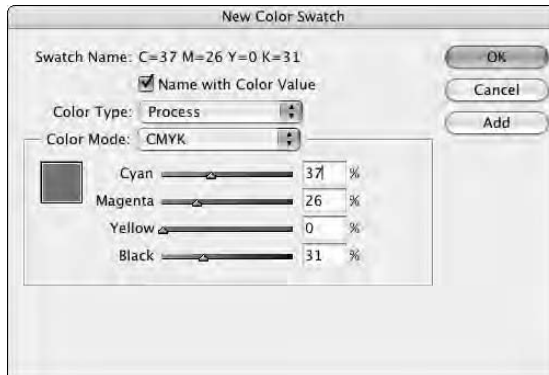 New Color Swatch
Swatch Name: C=37 M=26 Y=0 K=31
Name with Color Value
Color Type: Process
Color Mode: CMYK
Cyan 37 %
Magenta 26 %
Yellow 0 %
Black 31 %
OK
Cancel
Add